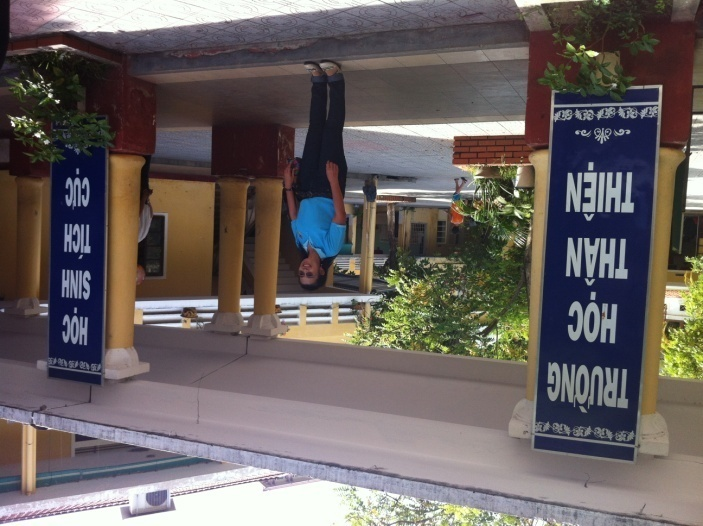 TRƯỜNG
HỌC
THÂN
THIỆN
HỌC
SINH
TÍCH
CỰC